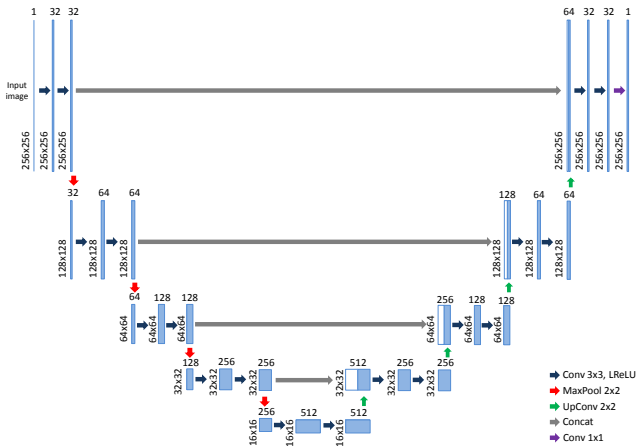 1 32 32
64 32 32 1
Input
image
256x256 256x256 256x256
256x256 256x256 256x256 256x256
32 64 64
128 64 64
128x128 128x128 128x128
128x128 128x128 128x128
64 128 128
256 128 128
64x64 64x64 64x64
64x64 64x64 64x64
128 256 256
512 256 256
32x32 32x32 32x32
32x32 32x32 32x32
256 512 512
16x16 16x16 16x16
Conv 3x3, LReLU
MaxPool 2x2
UpConv 2x2
Concat
Conv 1x1